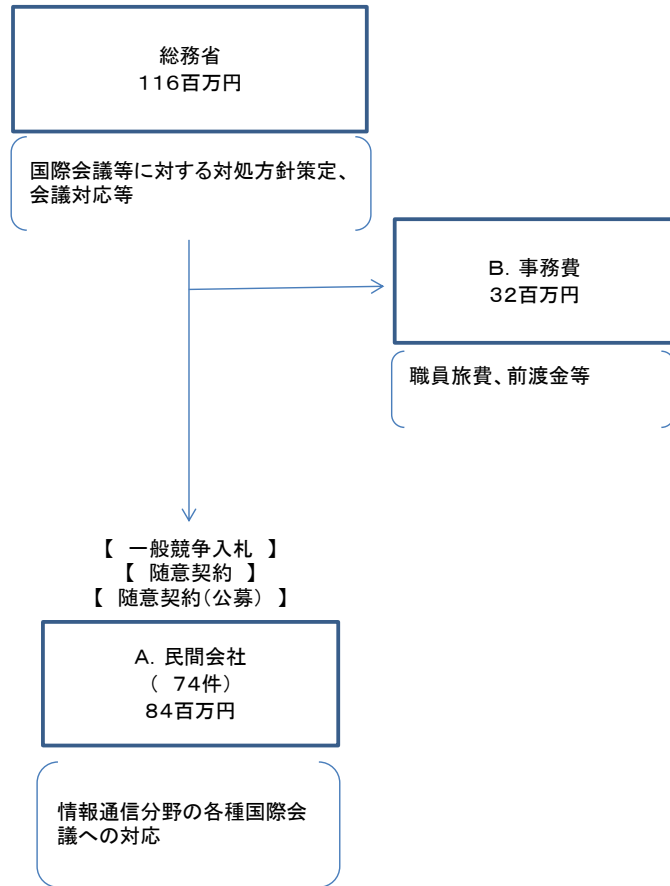 総務省
116百万円
国際会議等に対する対処方針策定、
会議対応等
B．事務費
32百万円
職員旅費、前渡金等
【 一般競争入札 】
【 随意契約 】
【 随意契約（公募） 】
A．民間会社
（ 74件）
84百万円
情報通信分野の各種国際会
議への対応